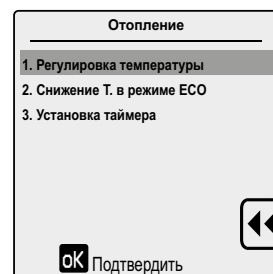 Отопление
1. Регулировка температуры
2. Снижение Т. в режиме ECO
3. Установка таймера
oK Подтвердить